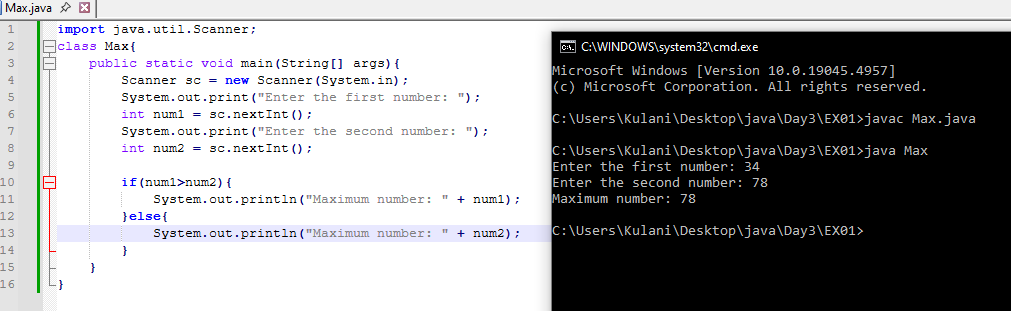 Max.java
1 import java.util.Scanner;
2 class Max{
3 public static void main(String[] args){
4 Scanner sc = new Scanner(System.in);
5 System.out.print("Enter the first number: ");
6 int num1 = sc.nextInt();
7 System.out.print("Enter the second number: ");
8 int num2 = sc.nextInt();
9
10 if(num1>num2){
11 System.out.println("Maximum number: " + num1);
12 }else{
13 System.out.println("Maximum number: " + num2);
14 }
15 }
16 }
C:\WINDOWS\system32\cmd.exe
Microsoft Windows [Version 10.0.19045.4957]
(c) Microsoft Corporation. All rights reserved.
C:\Users\Kulani\Desktop\java\Day3\EX01>javac Max.java
C:\Users\Kulani\Desktop\java\Day3\EX01>java Max
Enter the first number: 34
Enter the second number: 78
Maximum number: 78
C:\Users\Kulani\Desktop\java\Day3\EX01>